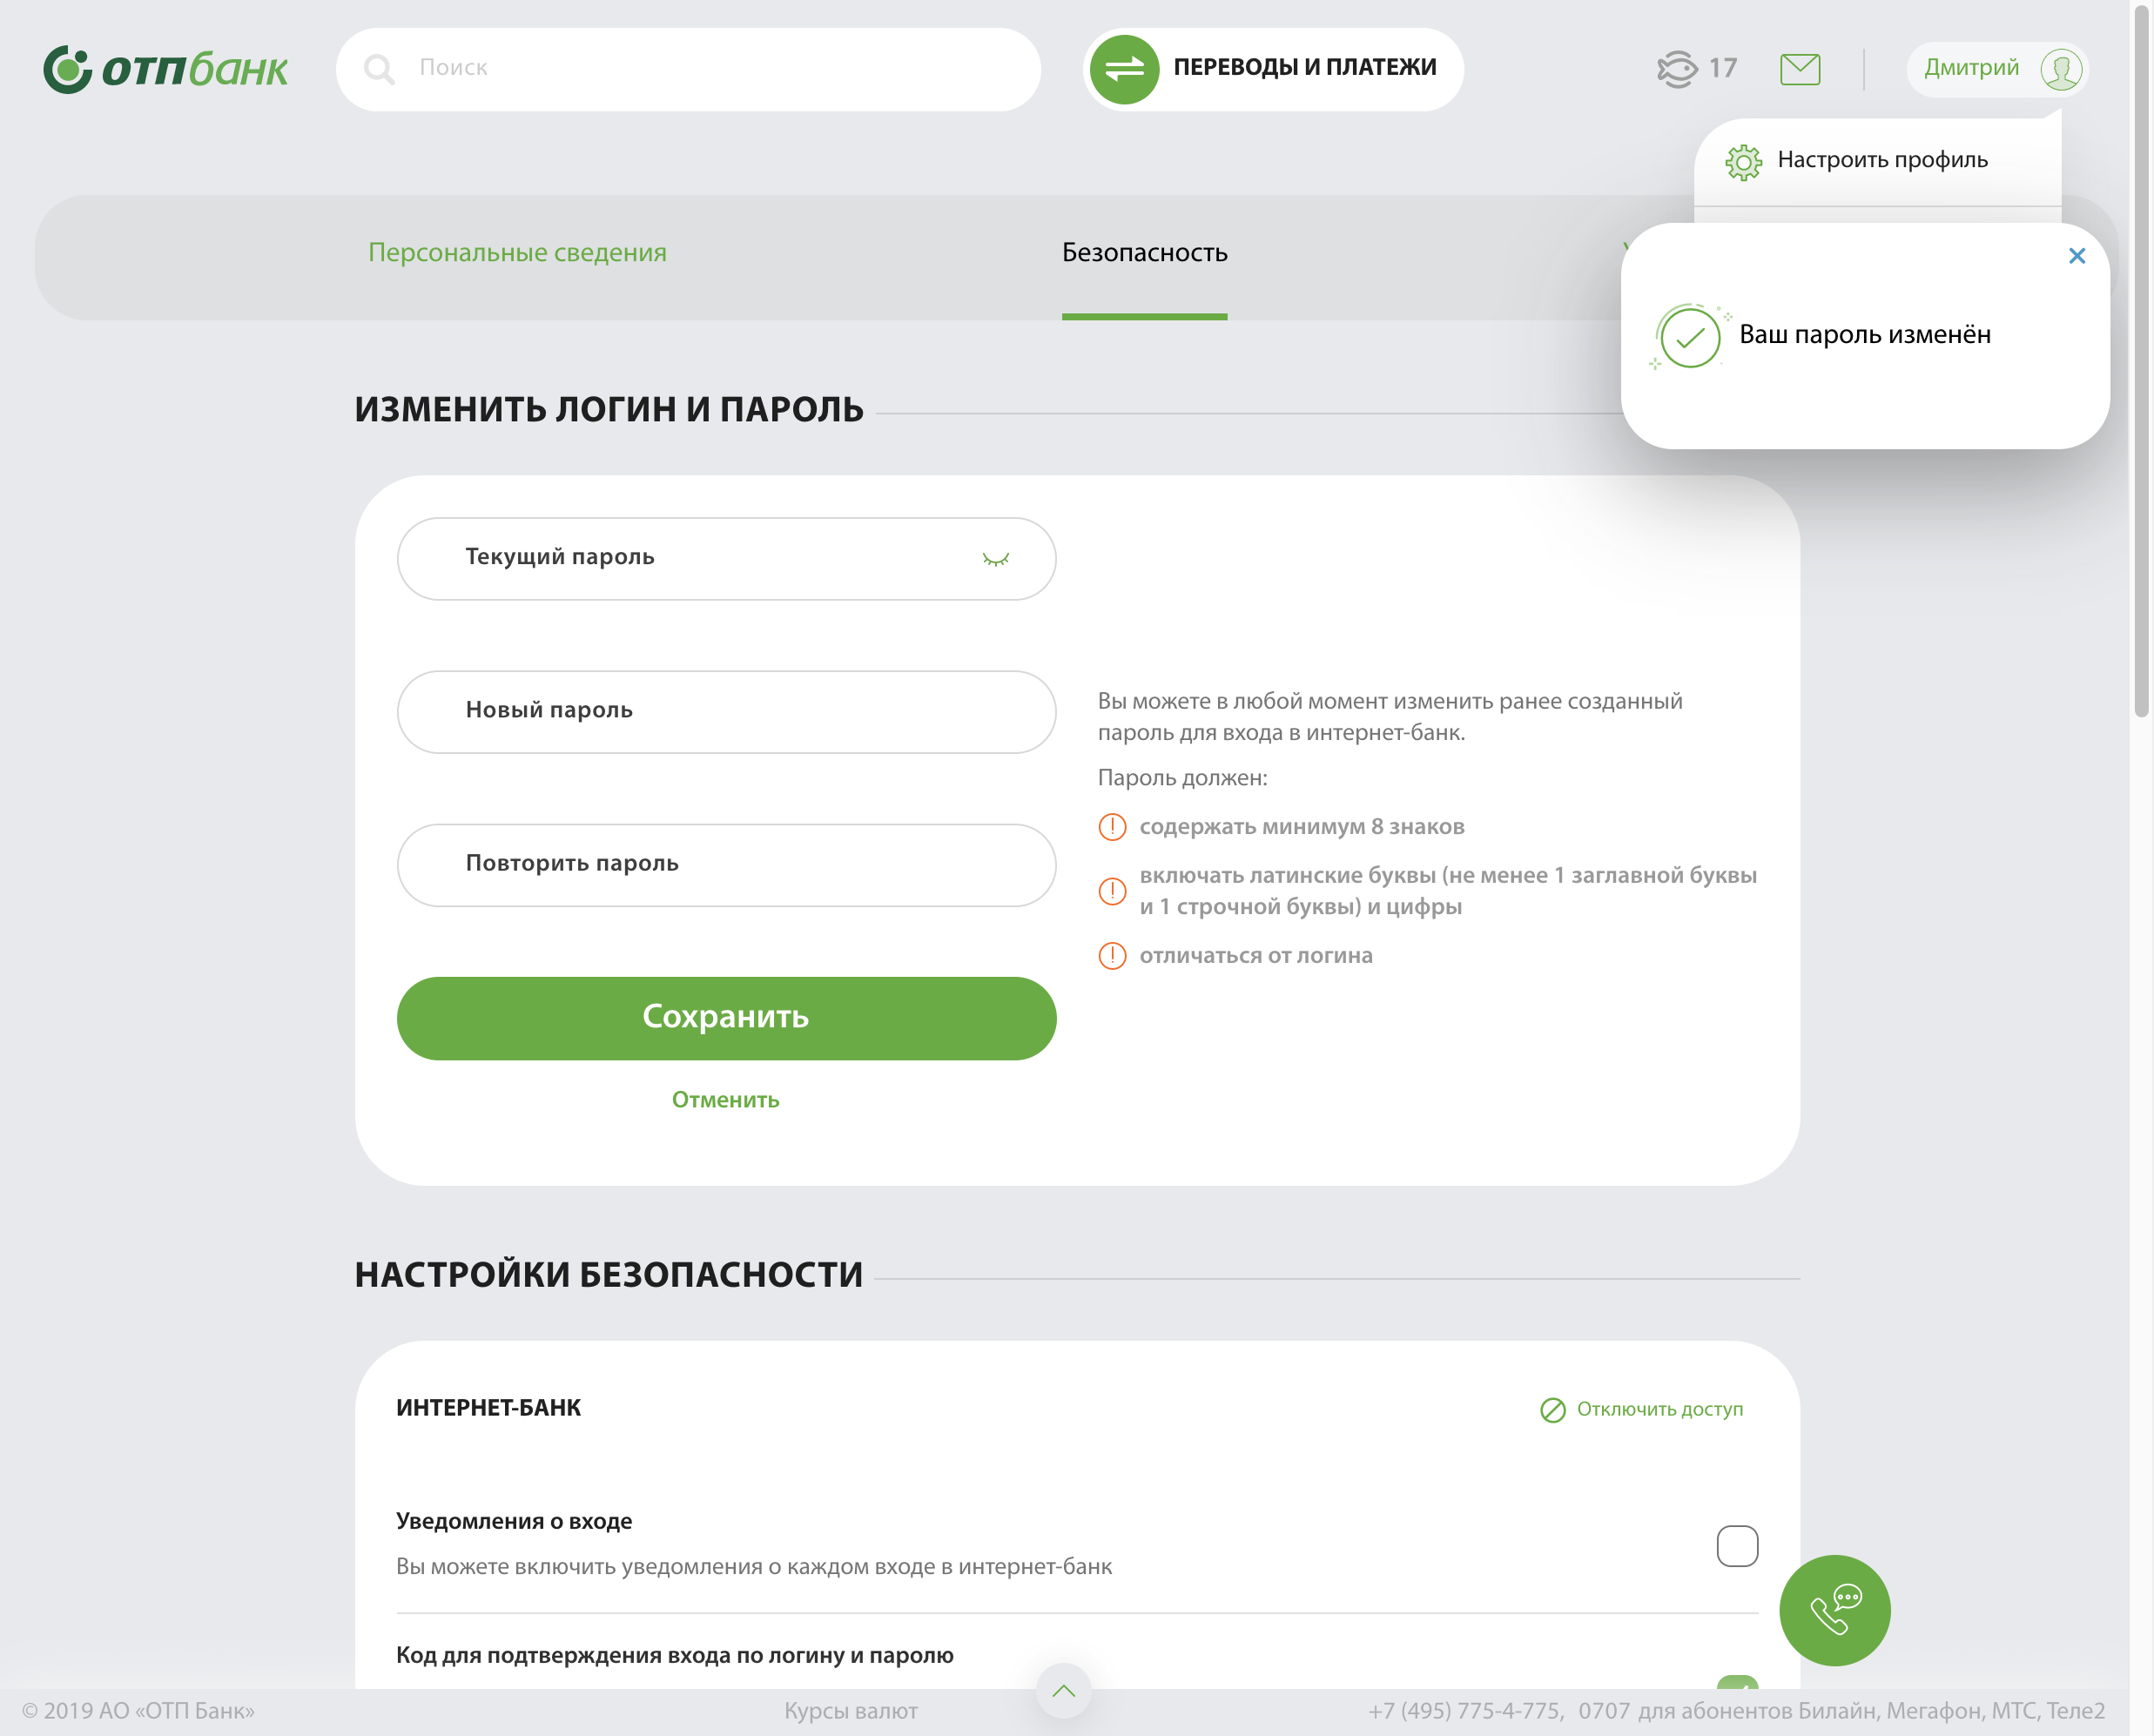 отпбанк
Поиск
ПЕРЕВОДЫ И ПЛАТЕЖИ
17
Дмитрий
Настроить профиль
Персональные сведения
Безопасность
Ваш пароль изменён
ИЗМЕНИТЬ ЛОГИН И ПАРОЛЬ
Текущий пароль
Новый пароль
Повторить пароль
Вы можете в любой момент изменить ранее созданный
пароль для входа в интернет-банк.
Пароль должен:
содержать минимум 8 знаков
включать латинские буквы (не менее 1 заглавной буквы
и 1 строчной буквы) и цифры
отличаться от логина
Сохранить
Отменить
НАСТРОЙКИ БЕЗОПАСНОСТИ
ИНТЕРНЕТ-БАНК
Отключить доступ
Уведомления о входе
Вы можете включить уведомления о каждом входе в интернет-банк
Код для подтверждения входа по логину и паролю
© 2019 АО «ОТП Банк»
Курсы валют
+7 (495) 775-4-775, 0707 для абонентов Билайн, Мегафон, МТС, Теле2